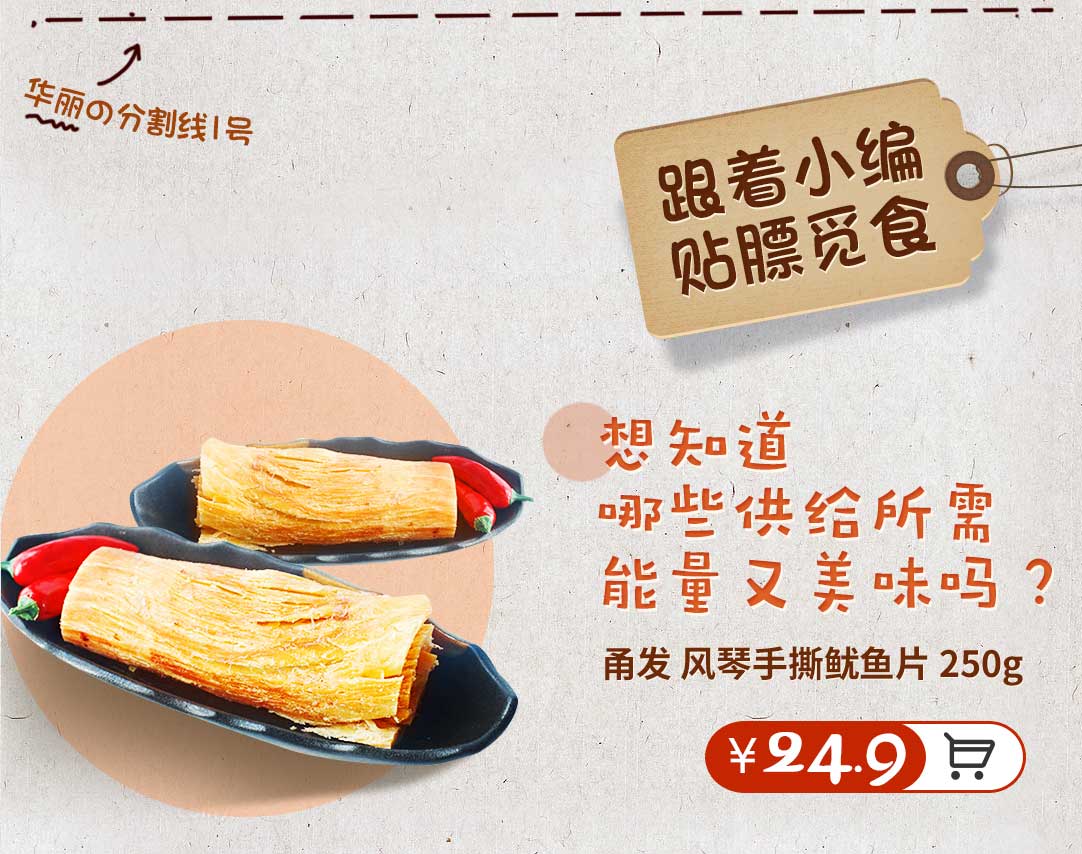 华丽の分割线1号
跟着小编
贴膘觅食
想知道
哪些供给所需
能量又美味吗？
甬发 风琴手撕鱿鱼片 250g
¥24.9